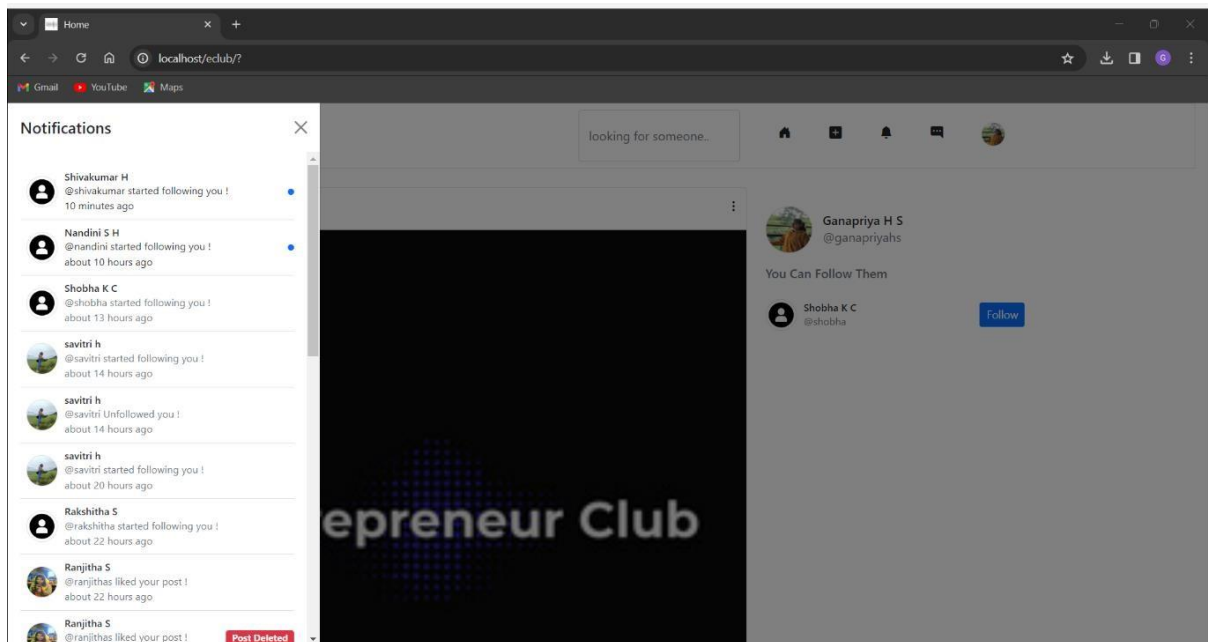 Home
localhost/eclub/?
Gmail YouTube Maps
Notifications
Shivakumar H
@shivakumar started following you !
10 minutes ago
Nandini S H
@nandini started following you !
about 10 hours ago
Shobha K C
@shobha started following you !
about 13 hours ago
savitri h
@savitri started following you !
about 14 hours ago
savitri h
@savitri Unfollowed you !
about 14 hours ago
savitri h
@savitri started following you !
about 20 hours ago
Rakshitha S
@rakshitha started following you !
about 22 hours ago
Ranjitha S
@ranjithas liked your post !
about 22 hours ago
Ranjitha S
@ranjithas liked your post !
Post Deleted
looking for someone..
epreneur Club
Ganapriya H S
@ganapriyahs
You Can Follow Them
Shobha K C
@shobha
Follow
G